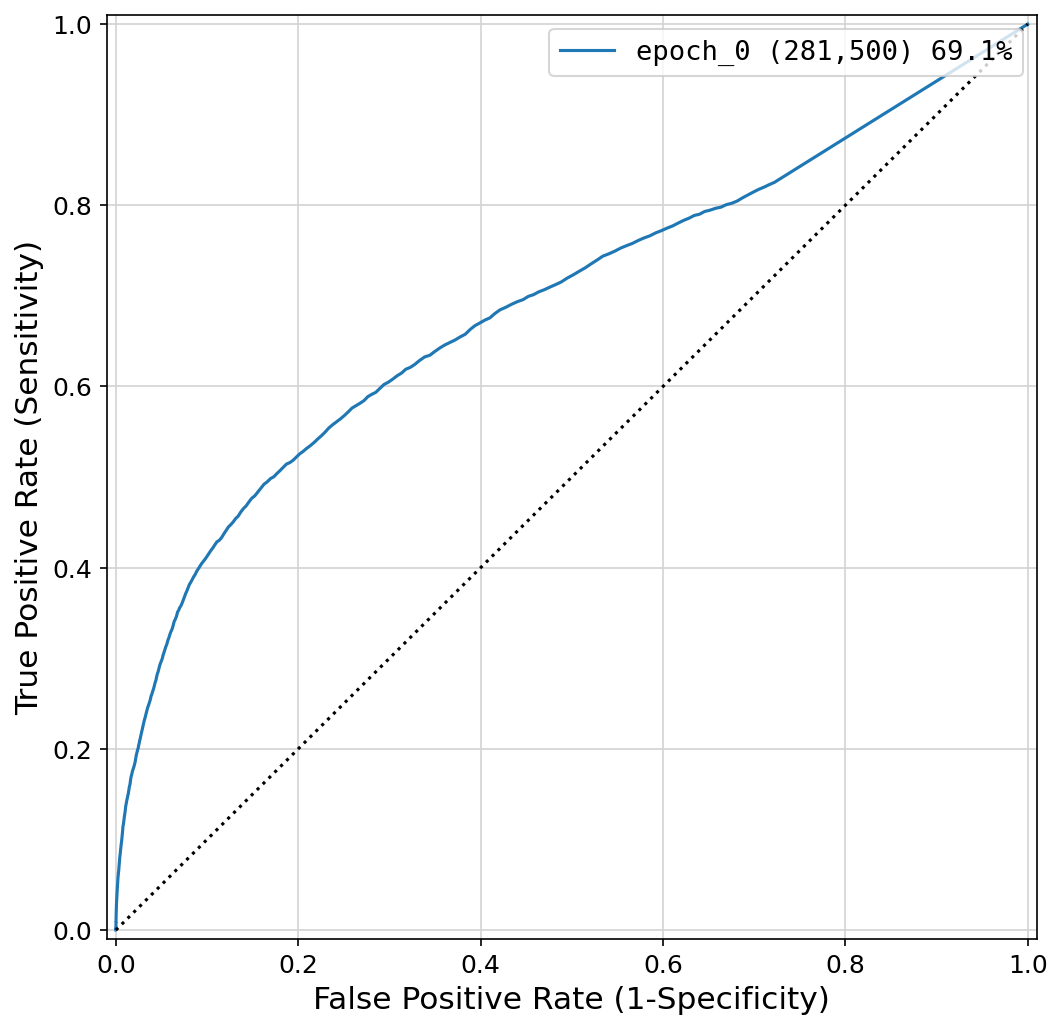 epoch_0 (281,500) 69.1%
1.0
0.8
0.6
0.4
0.2
0.0
True Positive Rate (Sensitivity)
0.0 0.2 0.4 0.6 0.8 1.0
False Positive Rate (1-Specificity)